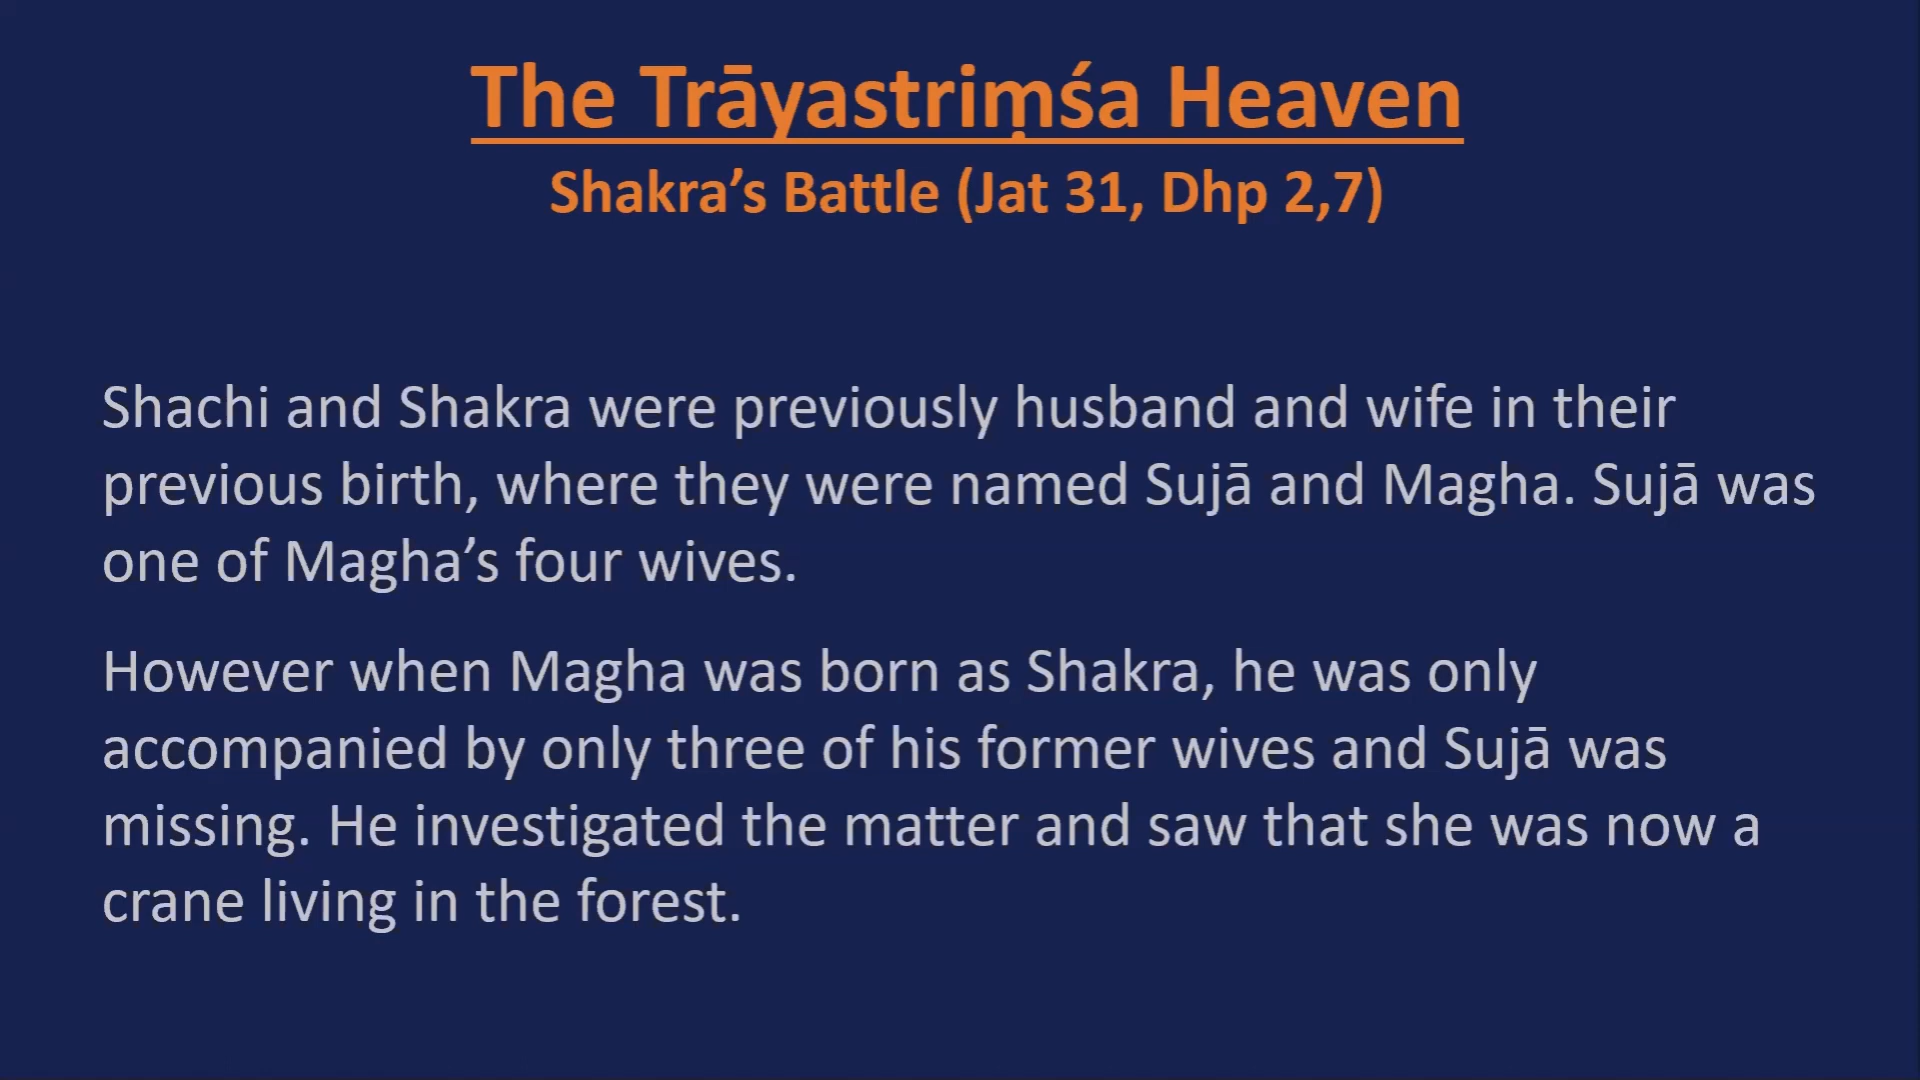 The Trāyastriṃśa Heaven
Shakra’s Battle (Jat 31, Dhp 2,7)
Shachi and Shakra were previously husband and wife in their
previous birth, where they were named Sujā and Magha. Sujā was
one of Magha’s four wives.
However when Magha was born as Shakra, he was only
accompanied by only three of his former wives and Sujā was
missing. He investigated the matter and saw that she was now a
crane living in the forest.